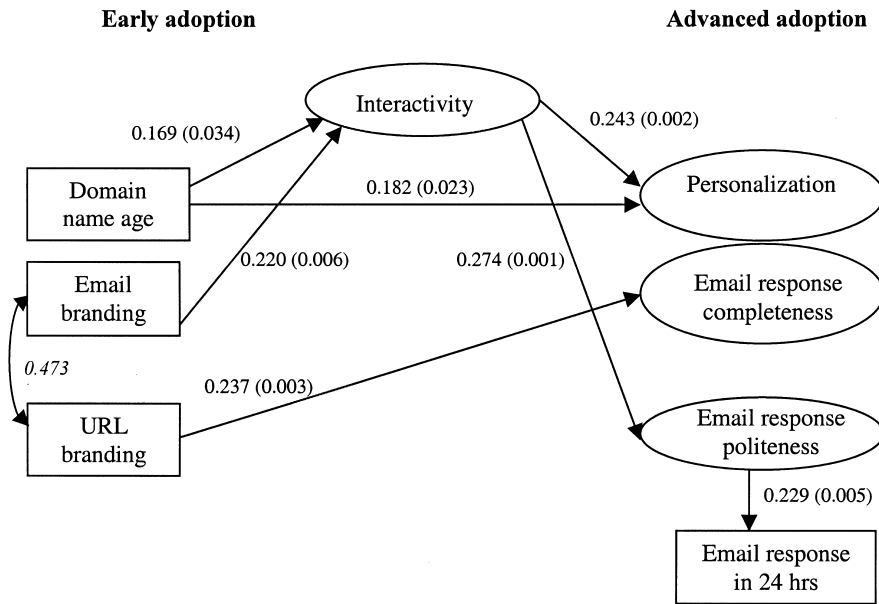 Early adoption
Advanced adoption
Interactivity
0.169 (0.034)
0.243 (0.002)
Domain
name age
0.182 (0.023)
Personalization
0.220 (0.006)
0.274 (0.001)
Email
branding
Email response
completeness
0.473
0.237 (0.003)
URL
branding
Email response
politeness
0.229 (0.005)
Email response
in 24 hrs